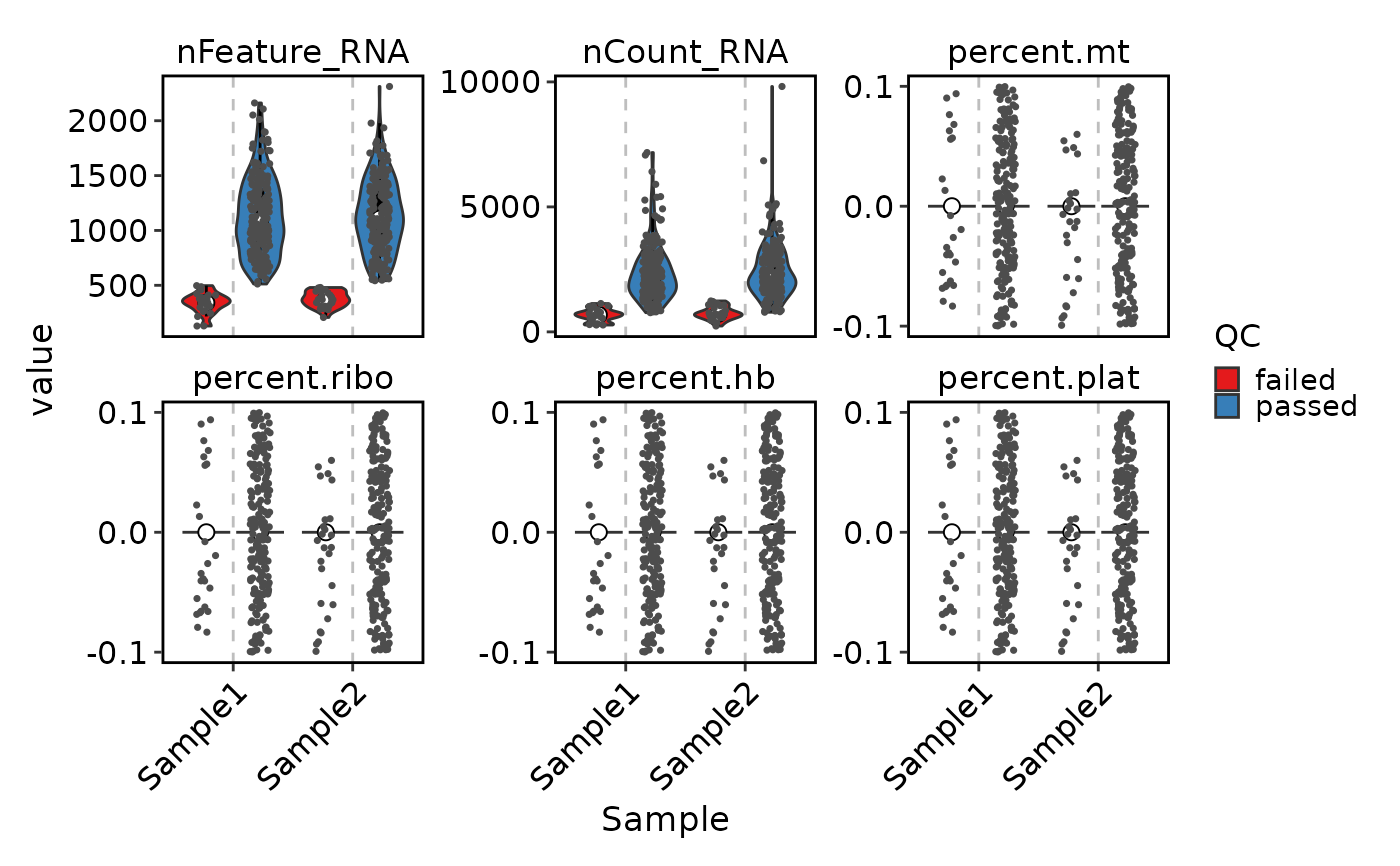 nFeature_RNA
nCount_RNA
percent.mt
2000
1500
1000
500
10000
5000
0
0.1
0.0
-0.1
value
QC
failed
passed
percent.ribo
percent.hb
percent.plat
0.1
0.0
-0.1
0.1
0.0
-0.1
0.1
0.0
-0.1
Sample1
Sample2
Sample1
Sample2
Sample1
Sample2
Sample